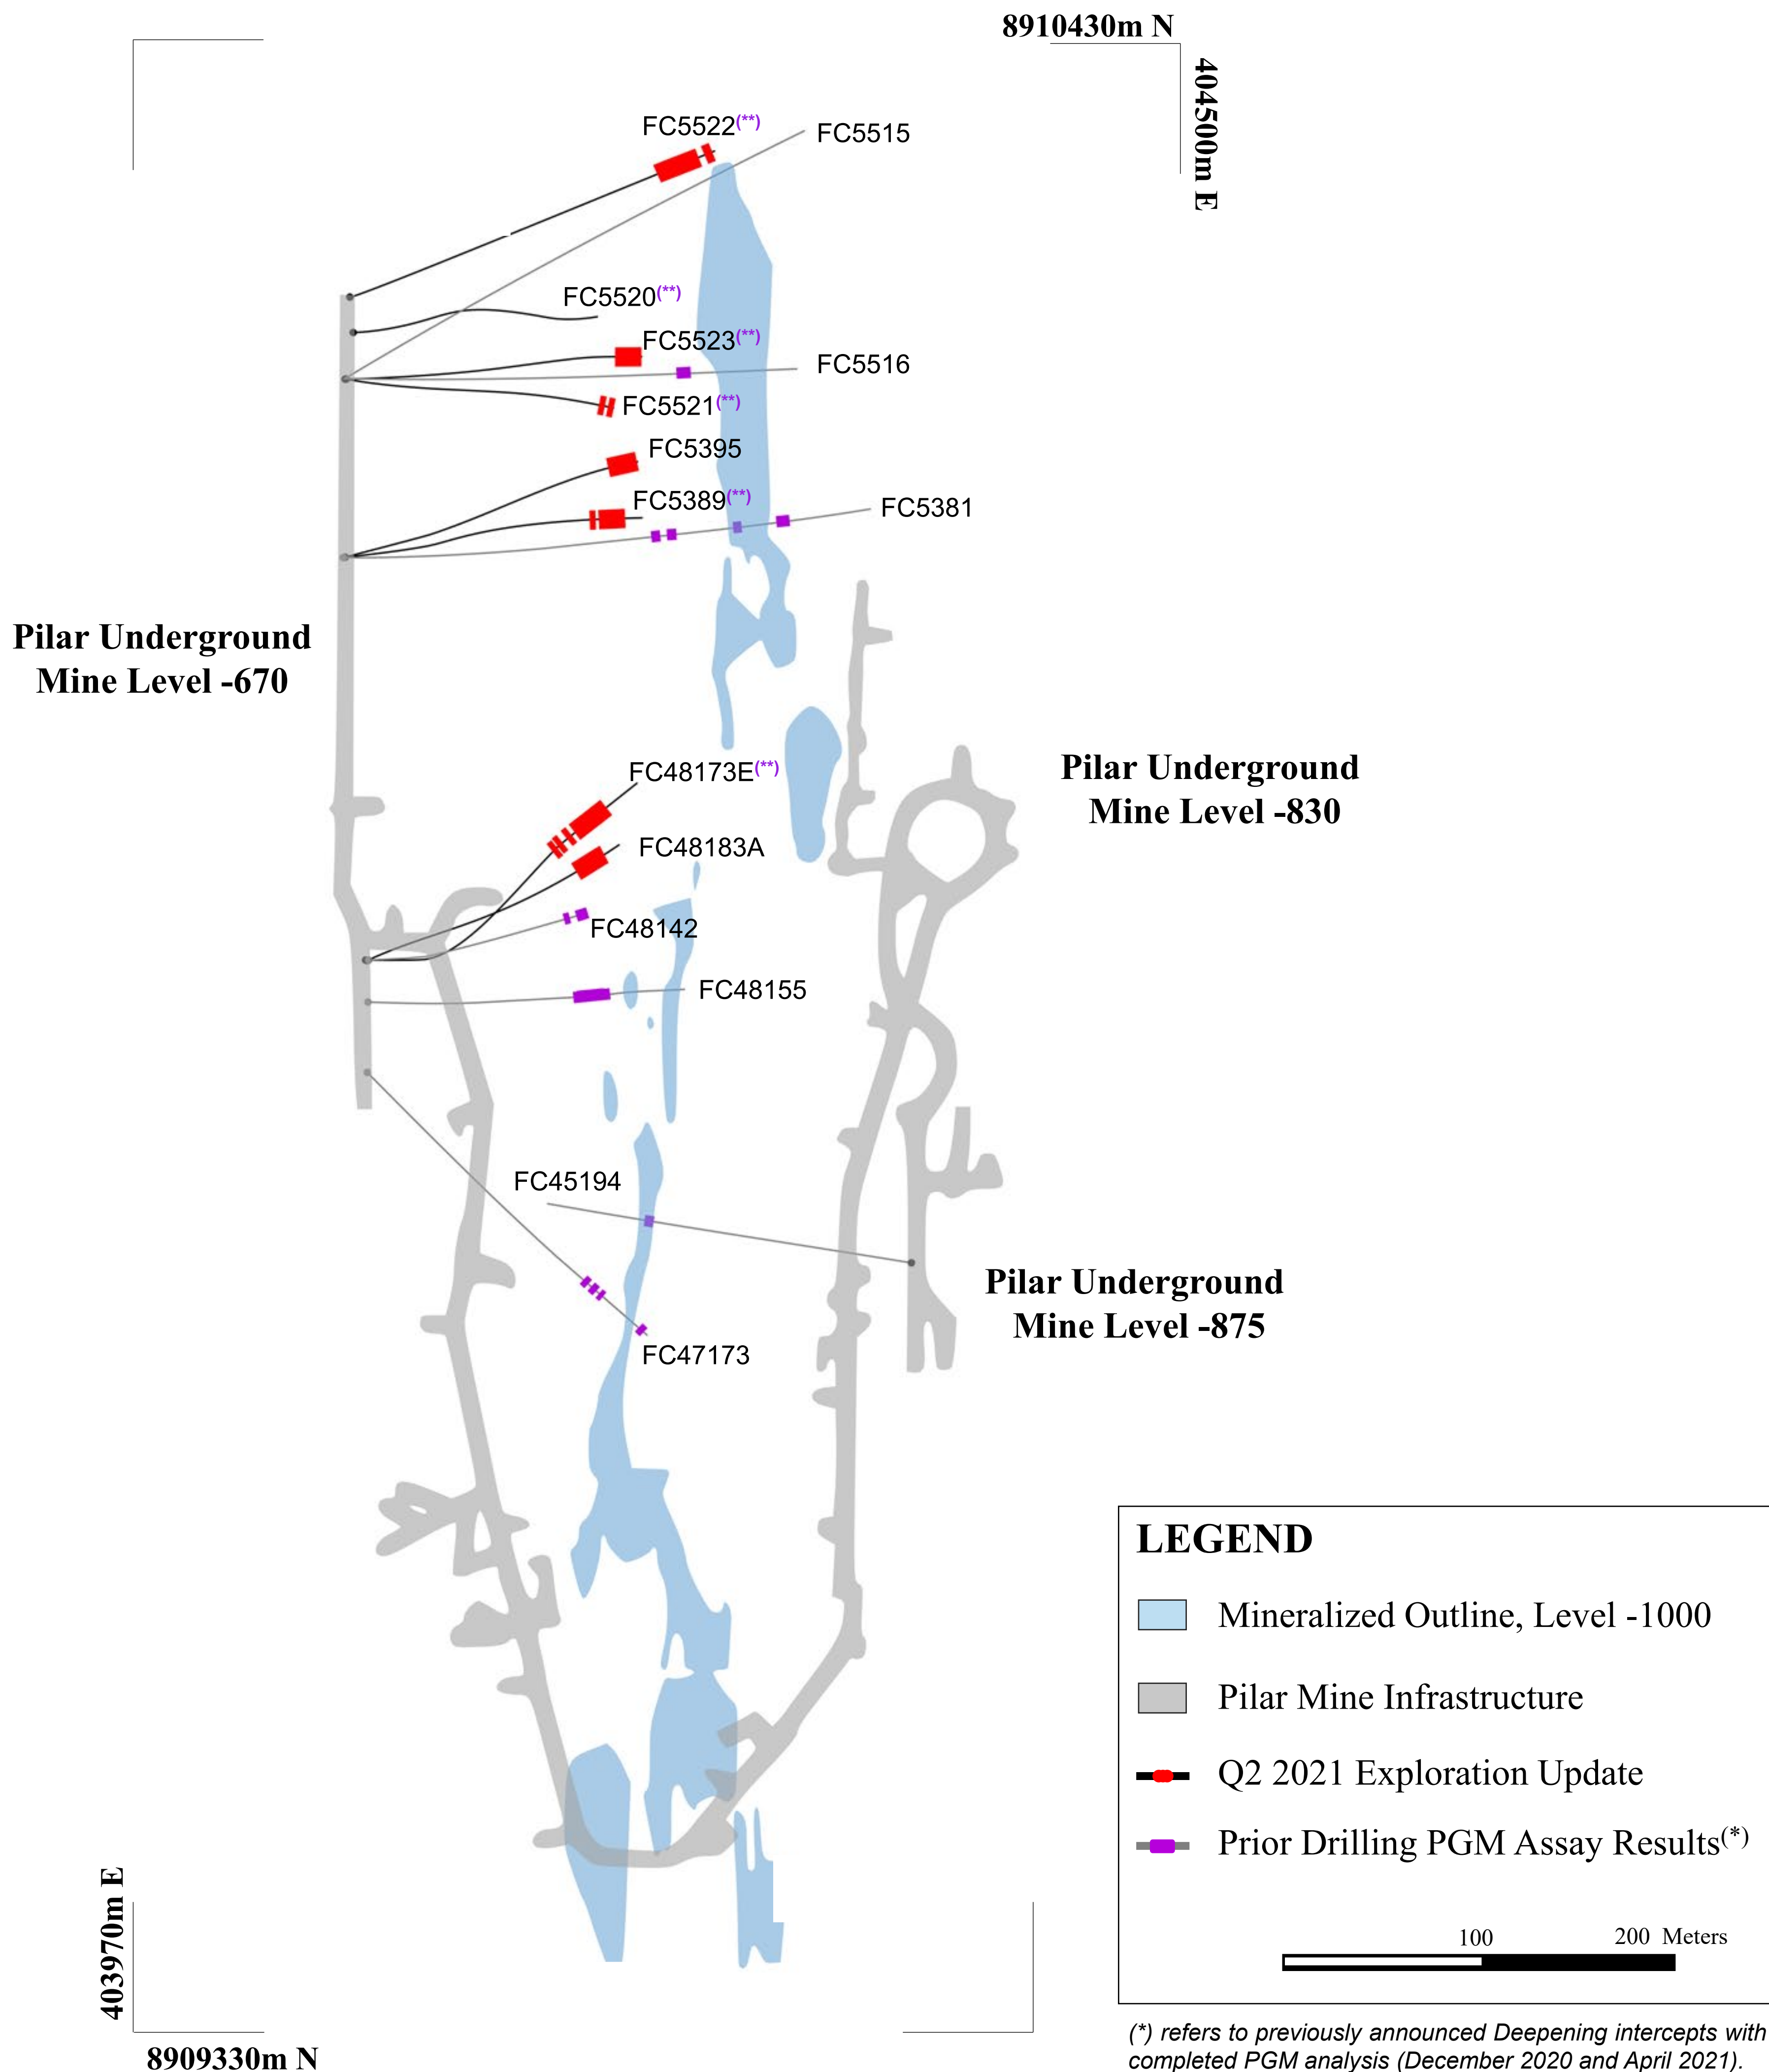 8910430m N
404500m E
FC5522(**)
FC5515
FC5520(**)
FC5523(**)
FC5516
FC5521(**)
FC5395
FC5389(**)
FC5381
Pilar Underground
Mine Level -670
FC48173E(**)
Pilar Underground
Mine Level -830
FC48183A
FC48142
FC48155
FC45194
Pilar Underground
Mine Level -875
FC47173
LEGEND
Mineralized Outline, Level -1000
Pilar Mine Infrastructure
Q2 2021 Exploration Update
Prior Drilling PGM Assay Results(*)
100 200 Meters
403970m E
8909330m N
(*) refers to previously announced Deepening intercepts with
completed PGM analysis (December 2020 and April 2021).